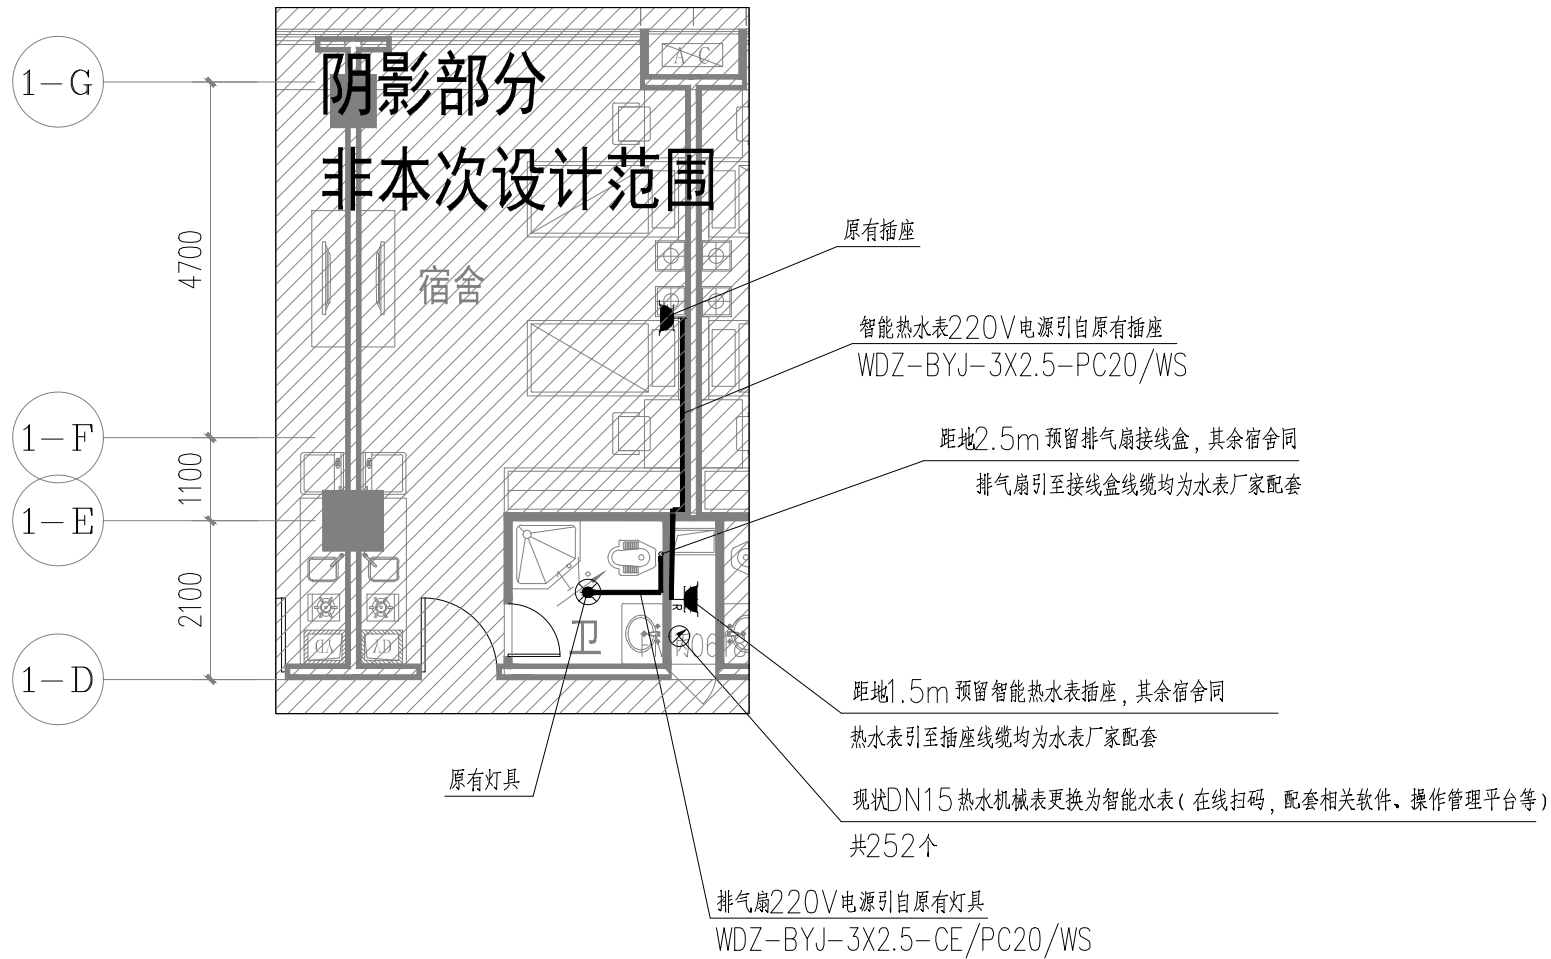 A C
1-G
阴影部分
非本次设计范围
原有插座
4700
宿舍
智能热水表220V电源引自原有插座
WDZ-BYJ-3X2.5-PC20/WS
1-F
距地2.5m预留排气扇接线盒,其余宿舍同
1100
排气扇引至接线盒线缆均为水表厂家配套
1-E
2100
R
卫
1-D
距地1.5m预留智能热水表插座,其余宿舍同
热水表引至插座线缆均为水表厂家配套
原有灯具
现状DN15热水机械表更换为智能水表(在线扫码,配套相关软件、操作管理平台等)
共252个
排气扇220V电源引自原有灯具
WDZ-BYJ-3X2.5-CE/PC20/WS